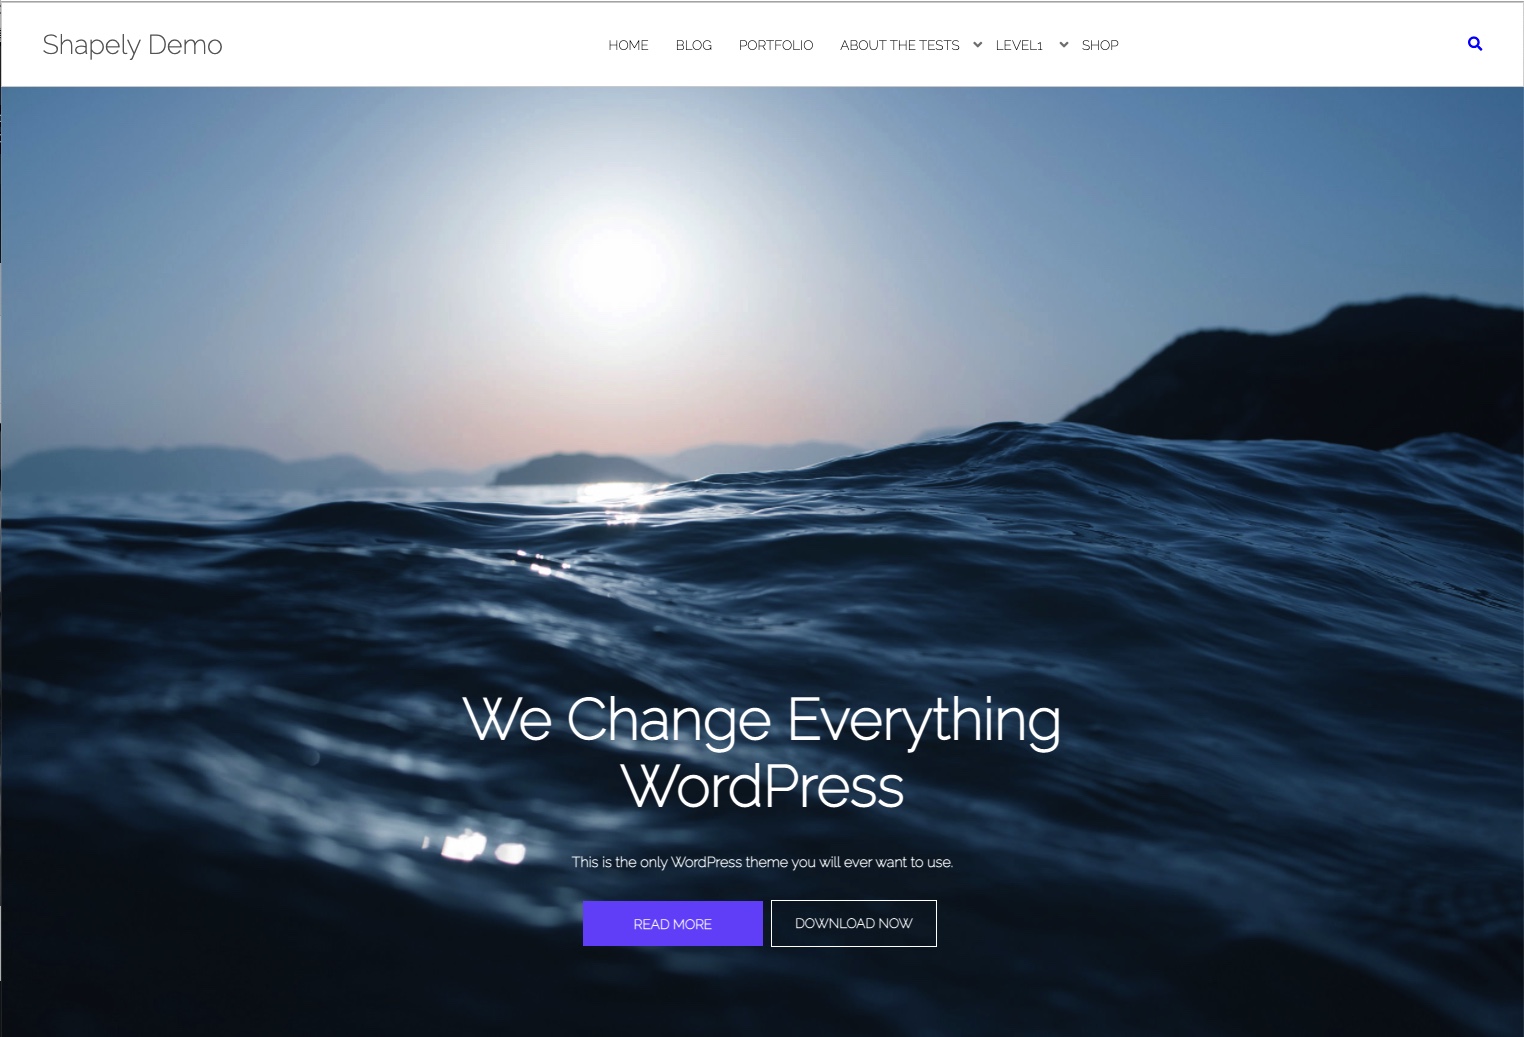 Shapely Demo
HOME BLOG PORTFOLIO ABOUT THE TESTS LEVEL1 SHOP
We Change Everything
WordPress
This is the only WordPress theme you will ever want to use.
READ MORE DOWNLOAD NOW